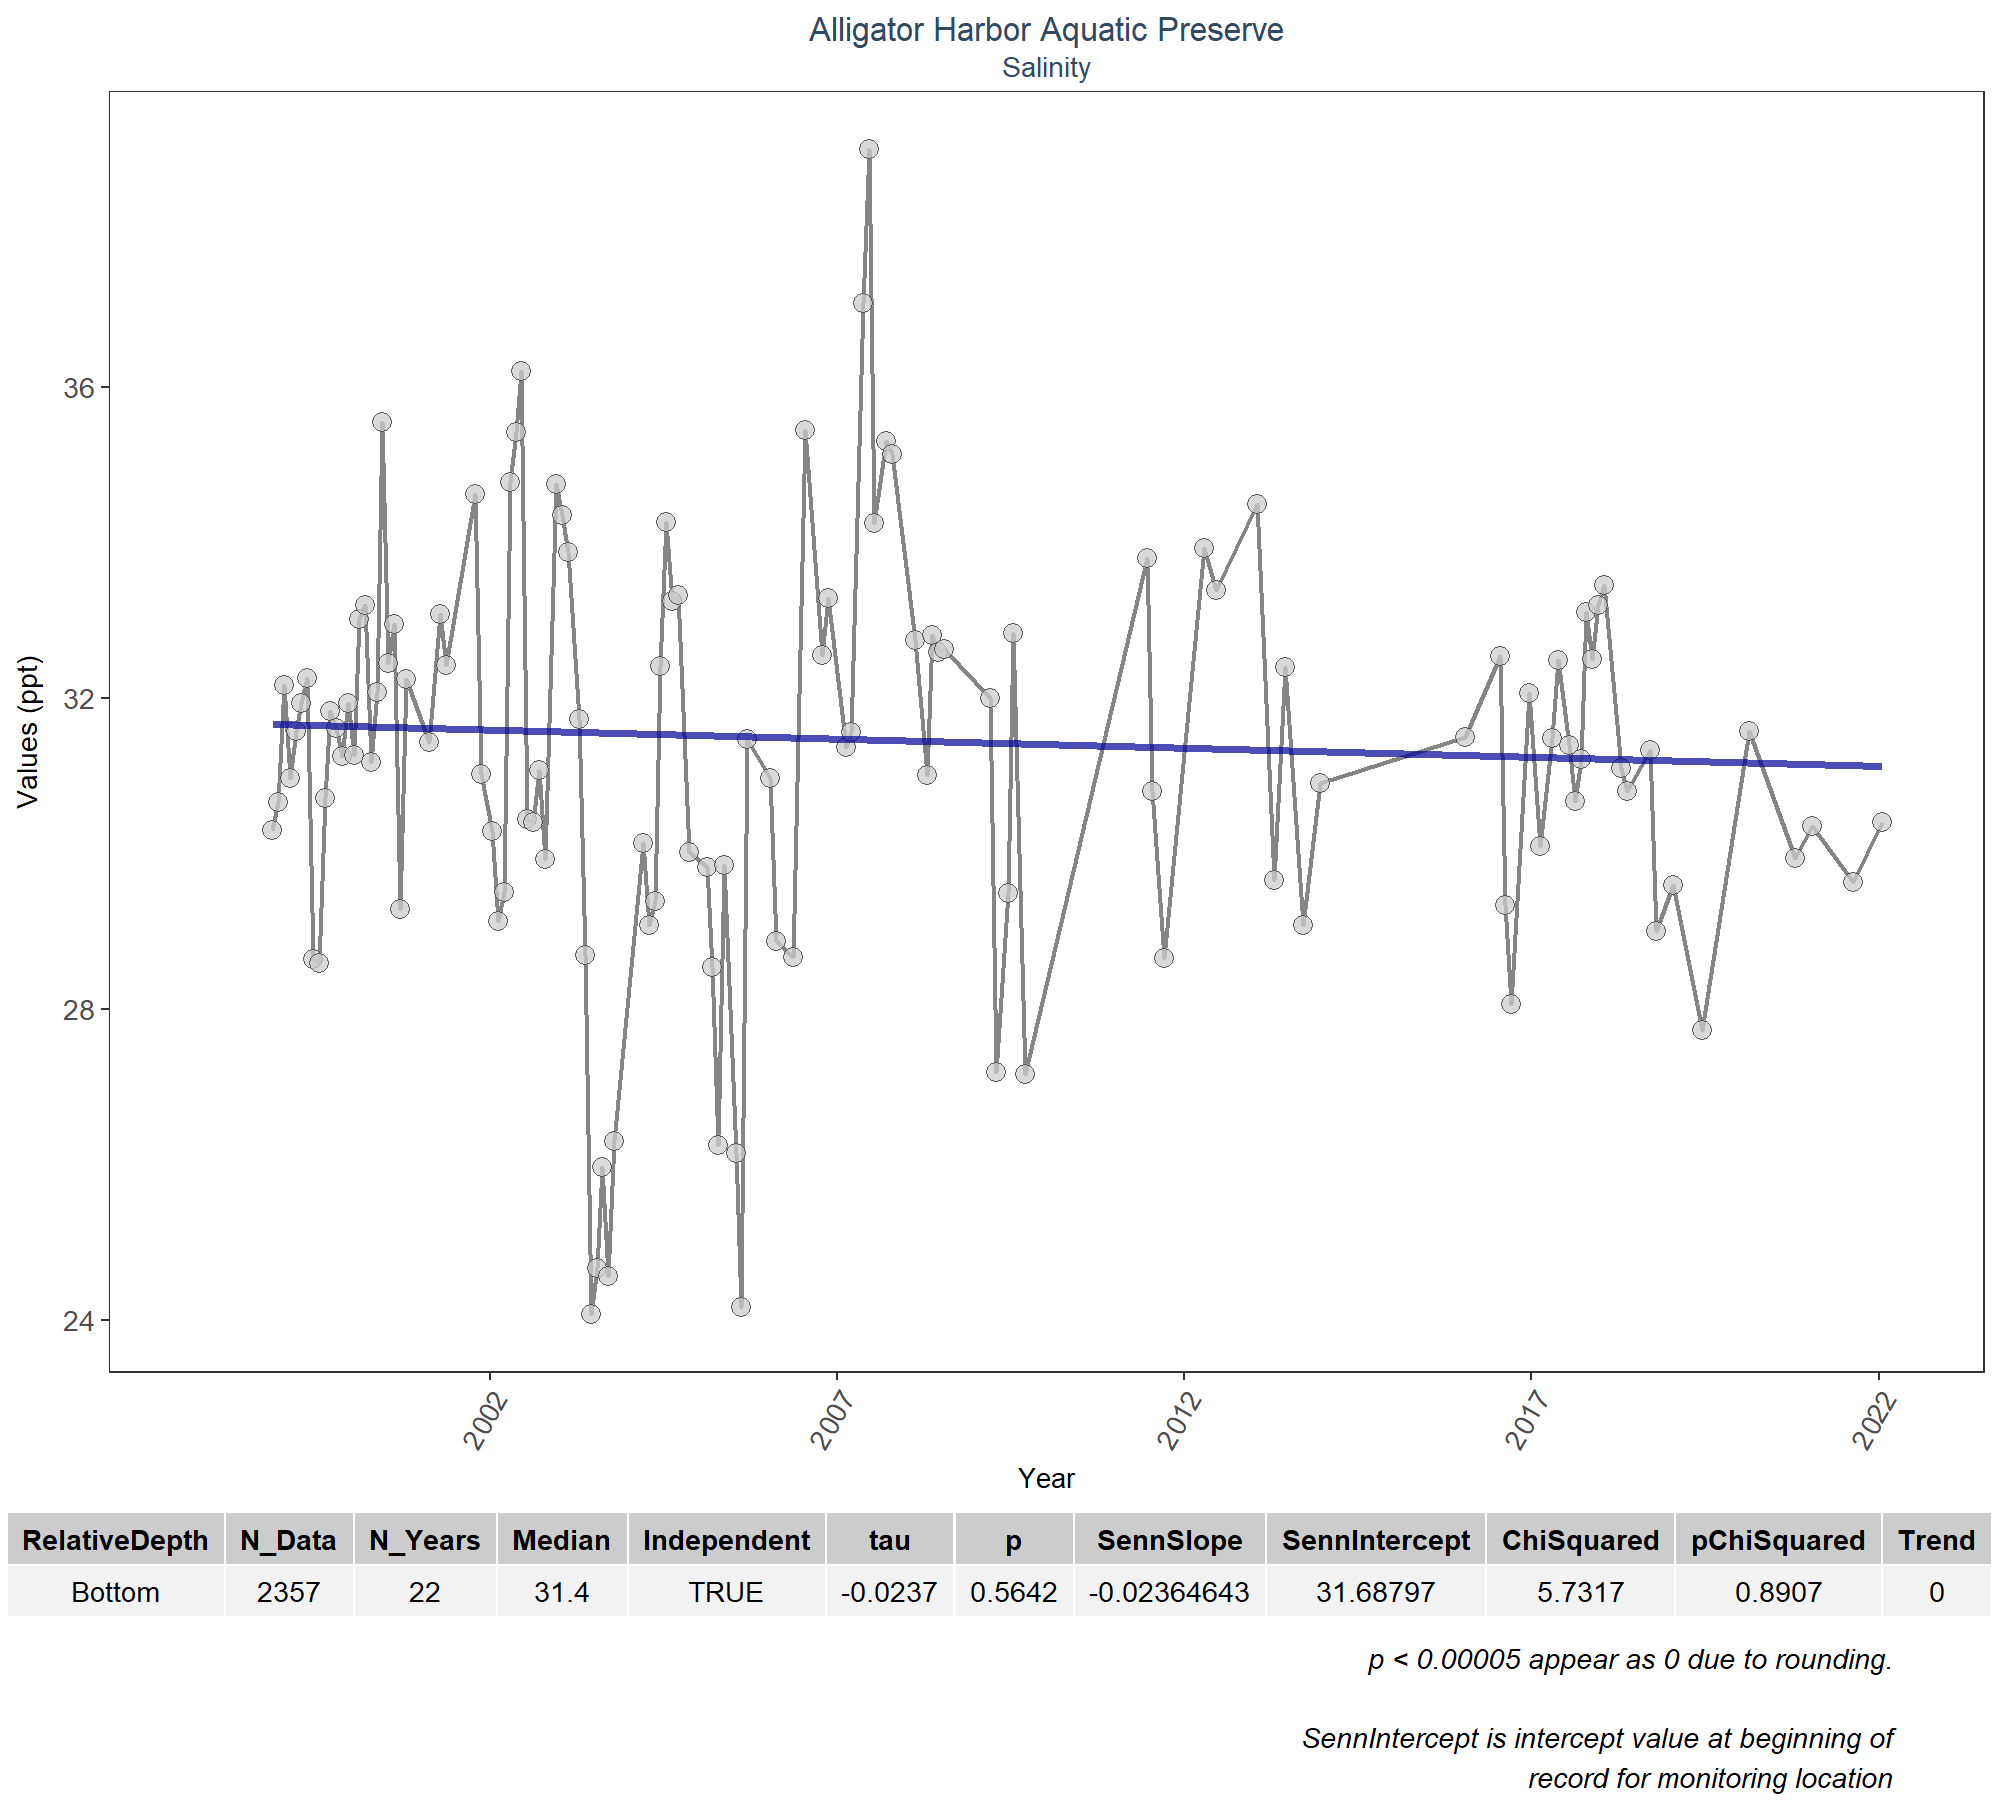 Alligator Harbor Aquatic Preserve
Salinity
Values (ppt)
36
32
28
24
2002
2007
2012
2017
2022
Year
RelativeDepth N_Data N_Years Median Independent tau p SennSlope SennIntercept ChiSquared pChiSquared Trend
Bottom 2357 22 31.4 TRUE -0.0237 0.5642 -0.02364643 31.68797 5.7317 0.8907 0
p < 0.00005 appear as 0 due to rounding.
SennIntercept is intercept value at beginning of
record for monitoring location